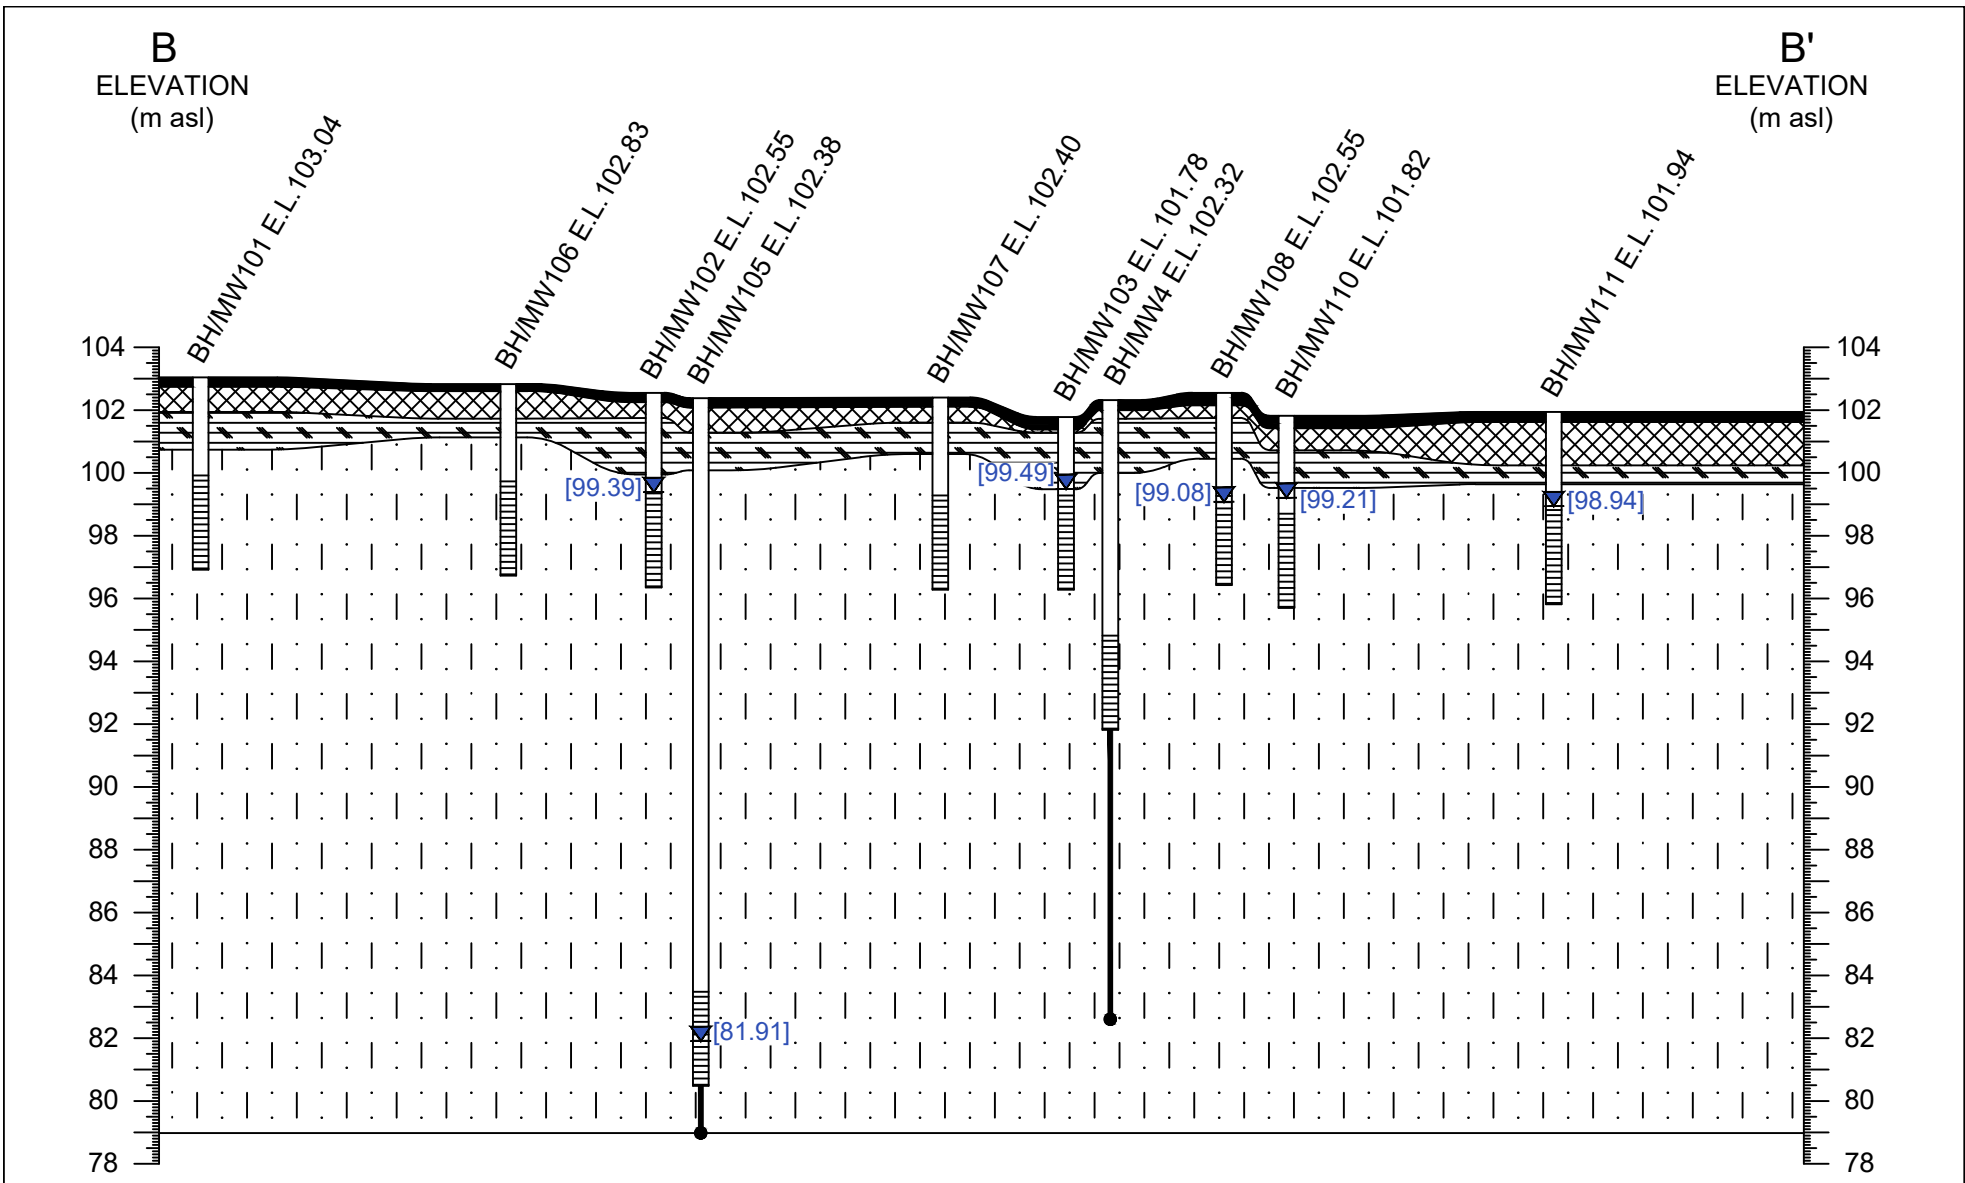 B
ELEVATION
(m asl)
B'
ELEVATION
(m asl)
BH/MW101 E.L. 103.04
BH/MW106 E.L. 102.83
BH/MW102 E.L. 102.55
BH/MW105 E.L. 102.38
BH/MW107 E.L. 102.40
BH/MW103 E.L. 101.78
BH/MW4 E.L. 102.32
BH/MW108 E.L. 102.55
BH/MW110 E.L. 101.82
BH/MW111 E.L. 101.94
104
104
102
102
100
100
[99.39]
[99.49]
[99.08]
[99.21]
[98.94]
98
98
96
96
94
94
92
92
90
90
88
88
86
86
84
84
82
[81.91]
82
80
80
78
78